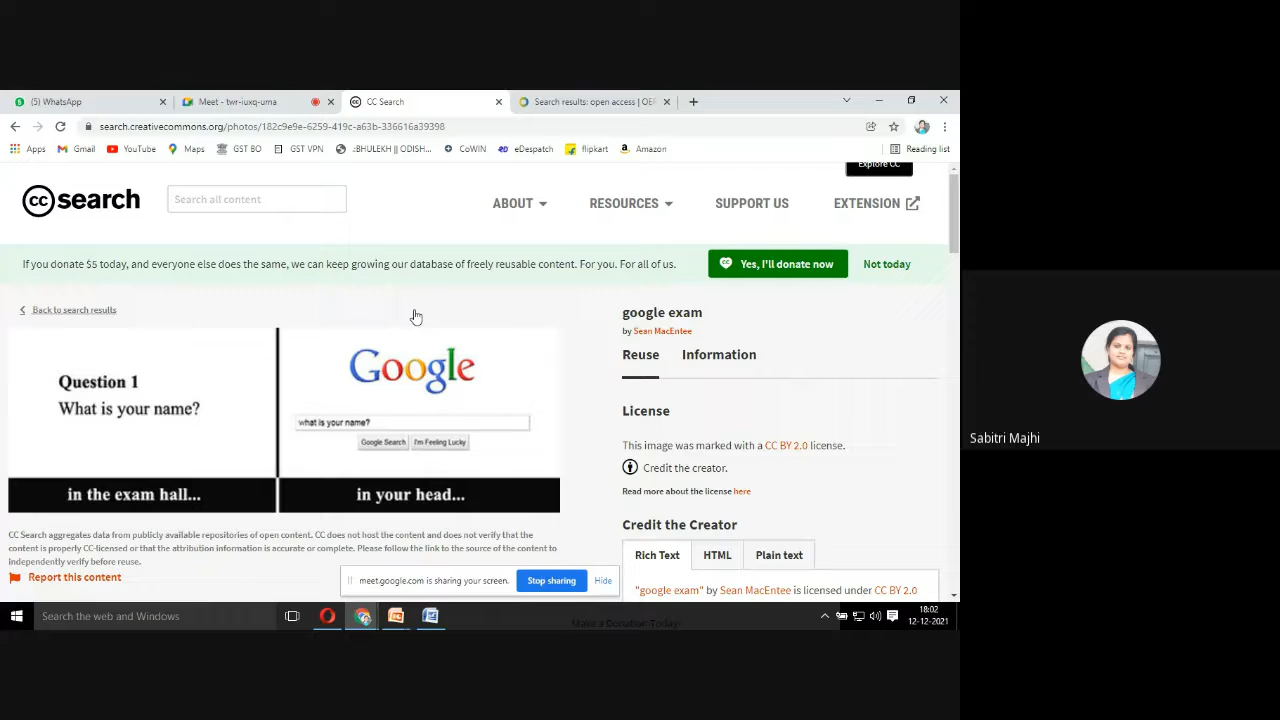 (5) WhatsApp
Meet - twr-iuxq-uma
CC Search
Search results: open access | OER
search.creativecommons.org/photos/182c9e9e-6259-419c-a63b-336616a39398
Apps Gmail YouTube Maps GST BO GST VPN :BHULEKH || ODISH... CoWIN eDespatch flipkart Amazon Reading list
Explore CC
cc search
Search all content
ABOUT RESOURCES SUPPORT US EXTENSION
If you donate $5 today, and everyone else does the same, we can keep growing our database of freely reusable content. For you. For all of us.
Yes, I'll donate now
Not today
Back to search results
Question 1
What is your name?
in the exam hall...
Google
what is your name?
Google Search I'm Feeling Lucky
in your head...
CC Search aggregates data from publicly available repositories of open content. CC does not host the content and does not verify that the
content is properly CC-licensed or that the attribution information is accurate or complete. Please follow the link to the source of the content to
independently verify before reuse.
Report this content
google exam
by Sean MacEntee
Reuse Information
License
This image was marked with a CC BY 2.0 license.
Credit the creator.
Read more about the license here
Credit the Creator
Rich Text HTML Plain text
"google exam" by Sean MacEntee is licensed under CC BY 2.0
meet.google.com is sharing your screen. Stop sharing Hide
Make a Donation Today!
Search the web and Windows
18:02
12-12-2021
Sabitri Majhi